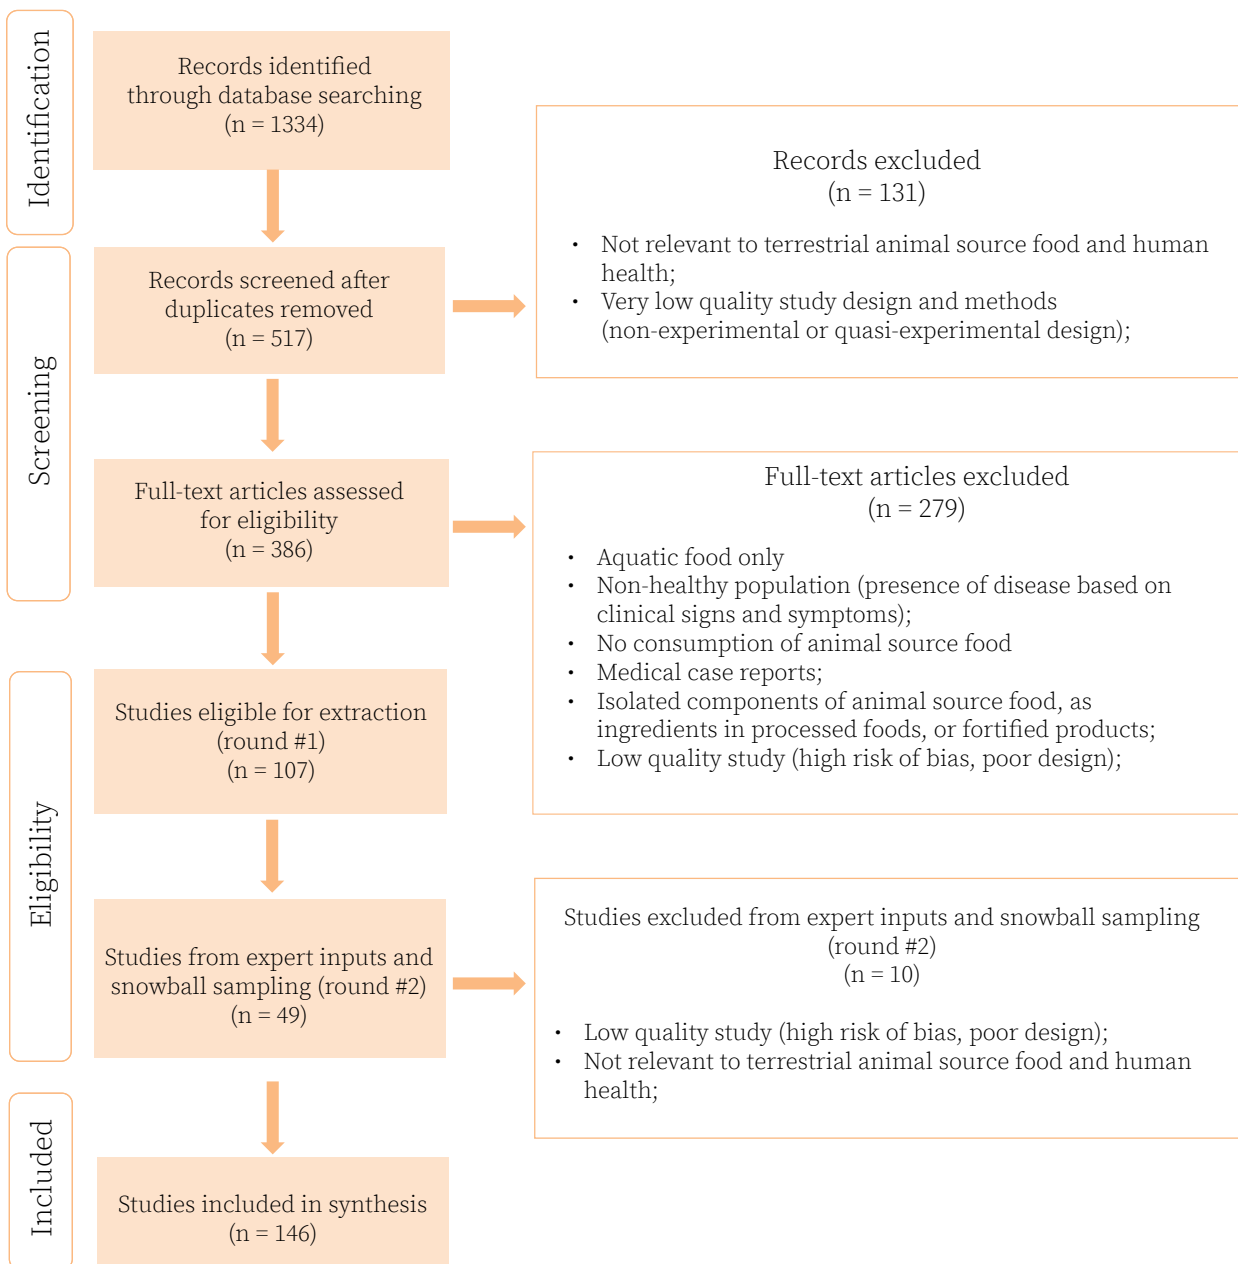 Identification
Records identified
through database searching
(n = 1334)
Records excluded
(n = 131)
• Not relevant to terrestrial animal source food and human
health;
• Very low quality study design and methods
(non-experimental or quasi-experimental design);
Screening
Records screened after
duplicates removed
(n = 517)
Full-text articles assessed
for eligibility
(n = 386)
Full-text articles excluded
(n = 279)
• Aquatic food only
• Non-healthy population (presence of disease based on
clinical signs and symptoms);
• No consumption of animal source food
• Medical case reports;
• Isolated components of animal source food, as
ingredients in processed foods, or fortified products;
• Low quality study (high risk of bias, poor design);
Eligibility
Studies eligible for extraction
(round #1)
(n = 107)
Studies from expert inputs and
snowball sampling (round #2)
(n = 49)
Studies excluded from expert inputs and snowball sampling
(round #2)
(n = 10)
• Low quality study (high risk of bias, poor design);
• Not relevant to terrestrial animal source food and human
health;
Included
Studies included in synthesis
(n = 146)